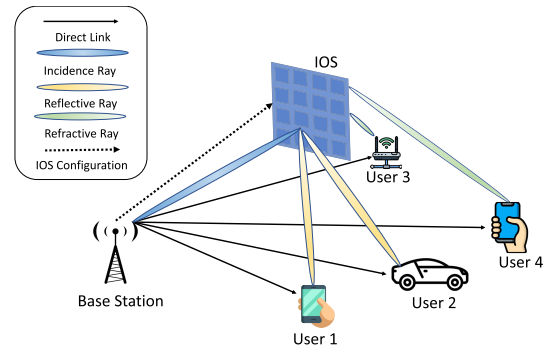 Direct Link
Incidence Ray
Reflective Ray
Refractive Ray
IOS Configuration
IOS
User 3
User 4
Base Station
User 2
User 1